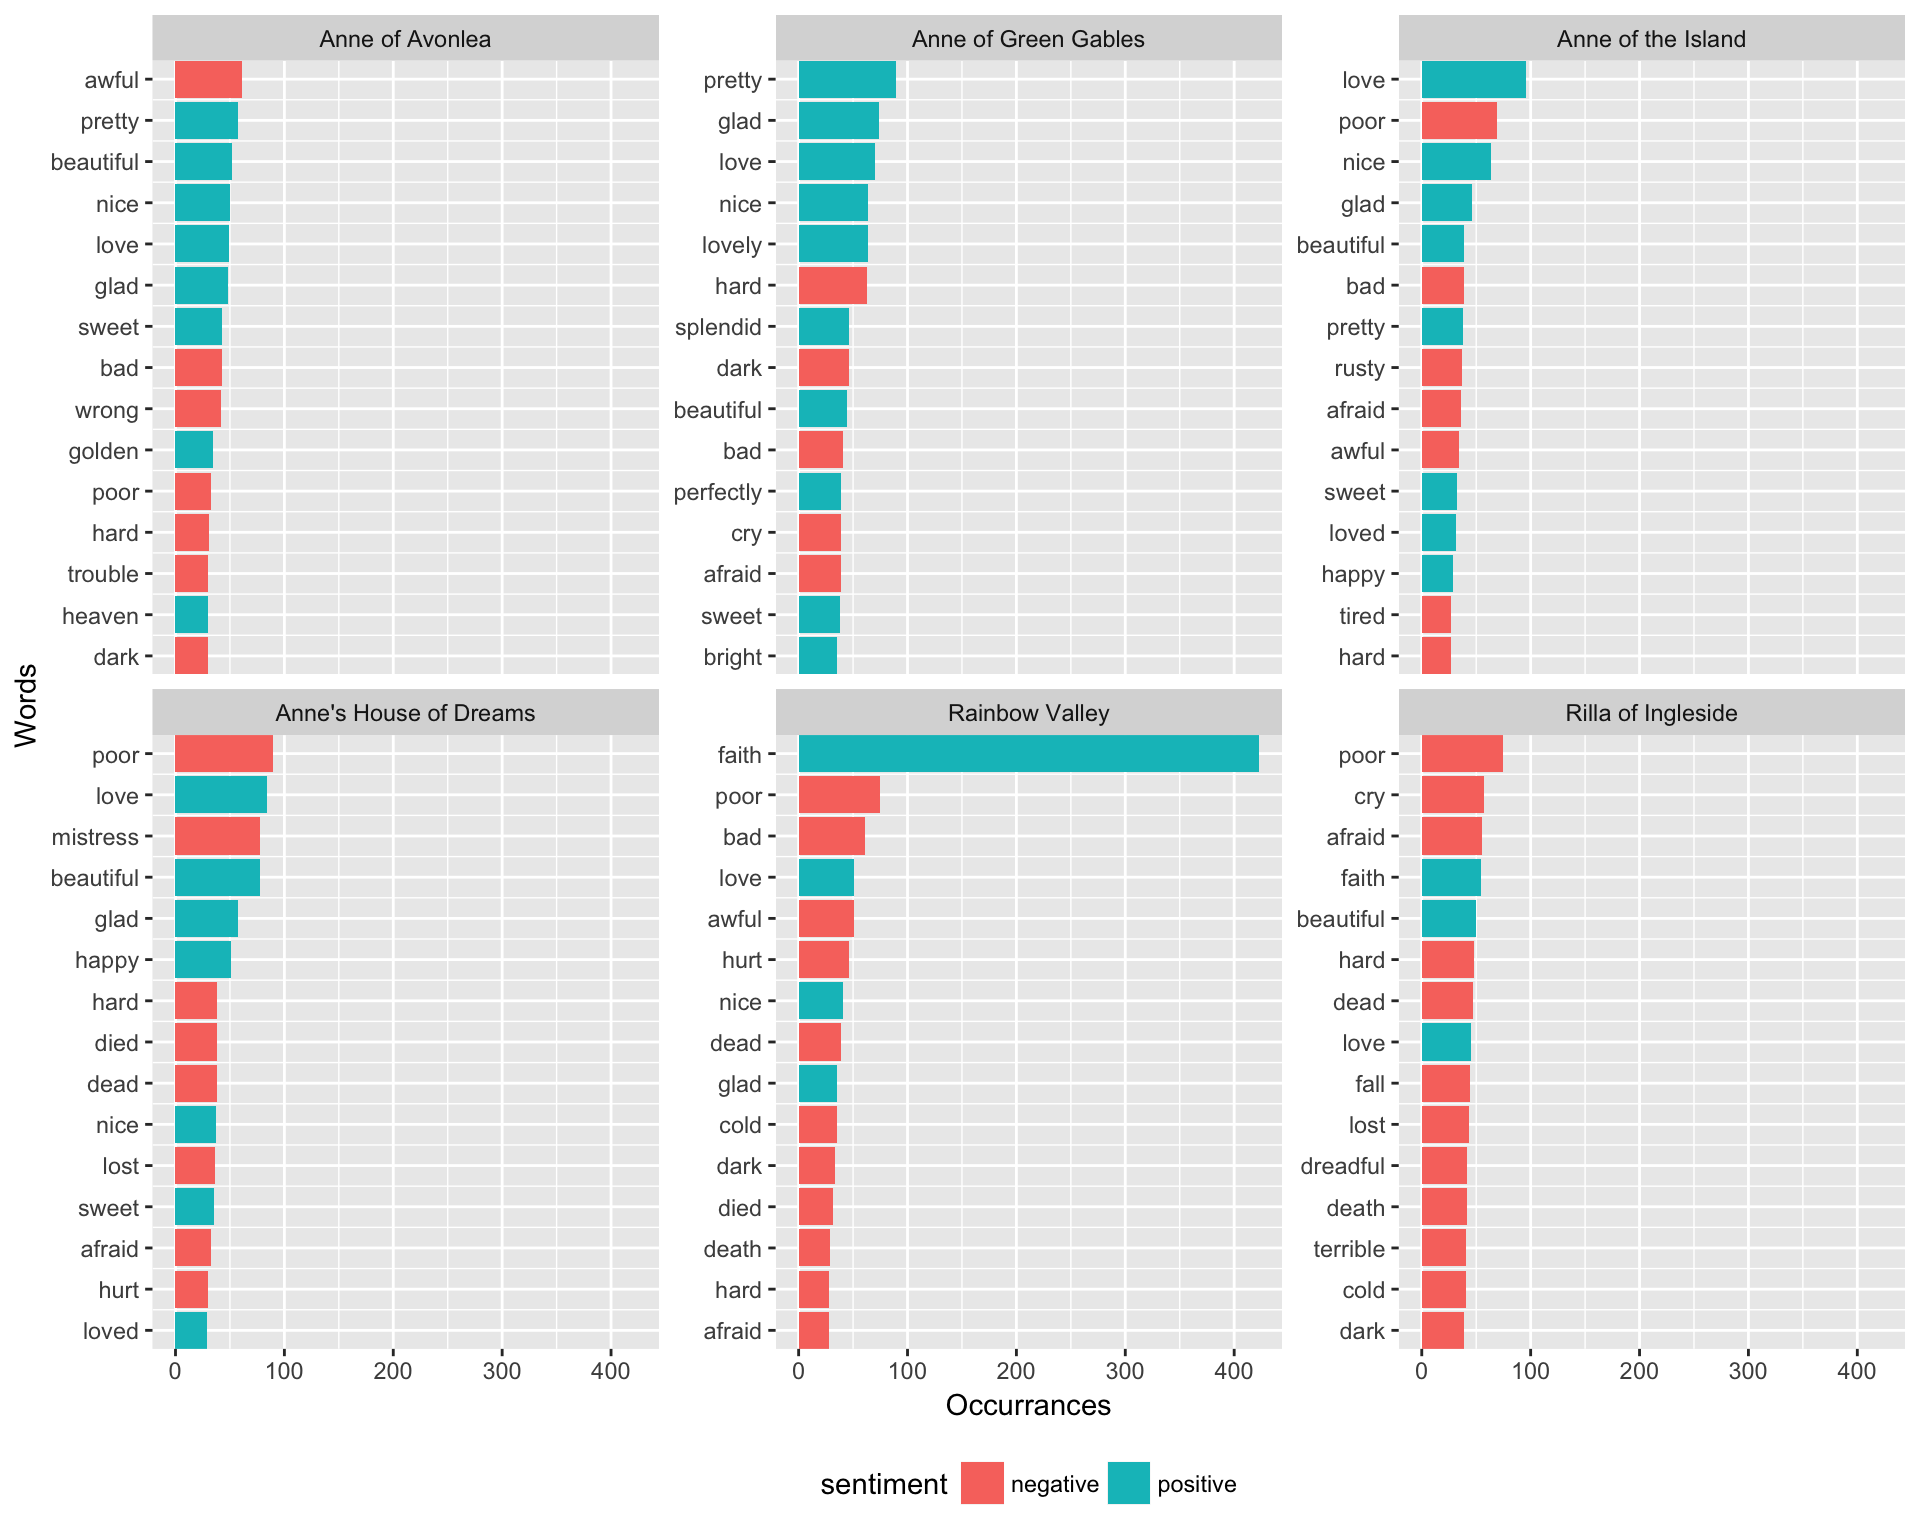 Anne of Avonlea
awful
pretty
beautiful
nice
love
glad
sweet
bad
wrong
golden
poor
hard
trouble
heaven
dark
Anne of Green Gables
pretty
glad
love
nice
lovely
hard
splendid
dark
beautiful
bad
perfectly
cry
afraid
sweet
bright
Anne of the Island
love
poor
nice
glad
beautiful
bad
pretty
rusty
afraid
awful
sweet
loved
happy
tired
hard
Words
Anne's House of Dreams
poor
love
mistress
beautiful
glad
happy
hard
died
dead
nice
lost
sweet
afraid
hurt
loved
0 100 200 300 400
Rainbow Valley
faith
poor
bad
love
awful
hurt
nice
dead
glad
cold
dark
died
death
hard
afraid
0 100 200 300 400
Rilla of Ingleside
poor
cry
afraid
faith
beautiful
hard
dead
love
fall
lost
dreadful
death
terrible
cold
dark
0 100 200 300 400
Occurrances
sentiment negative positive